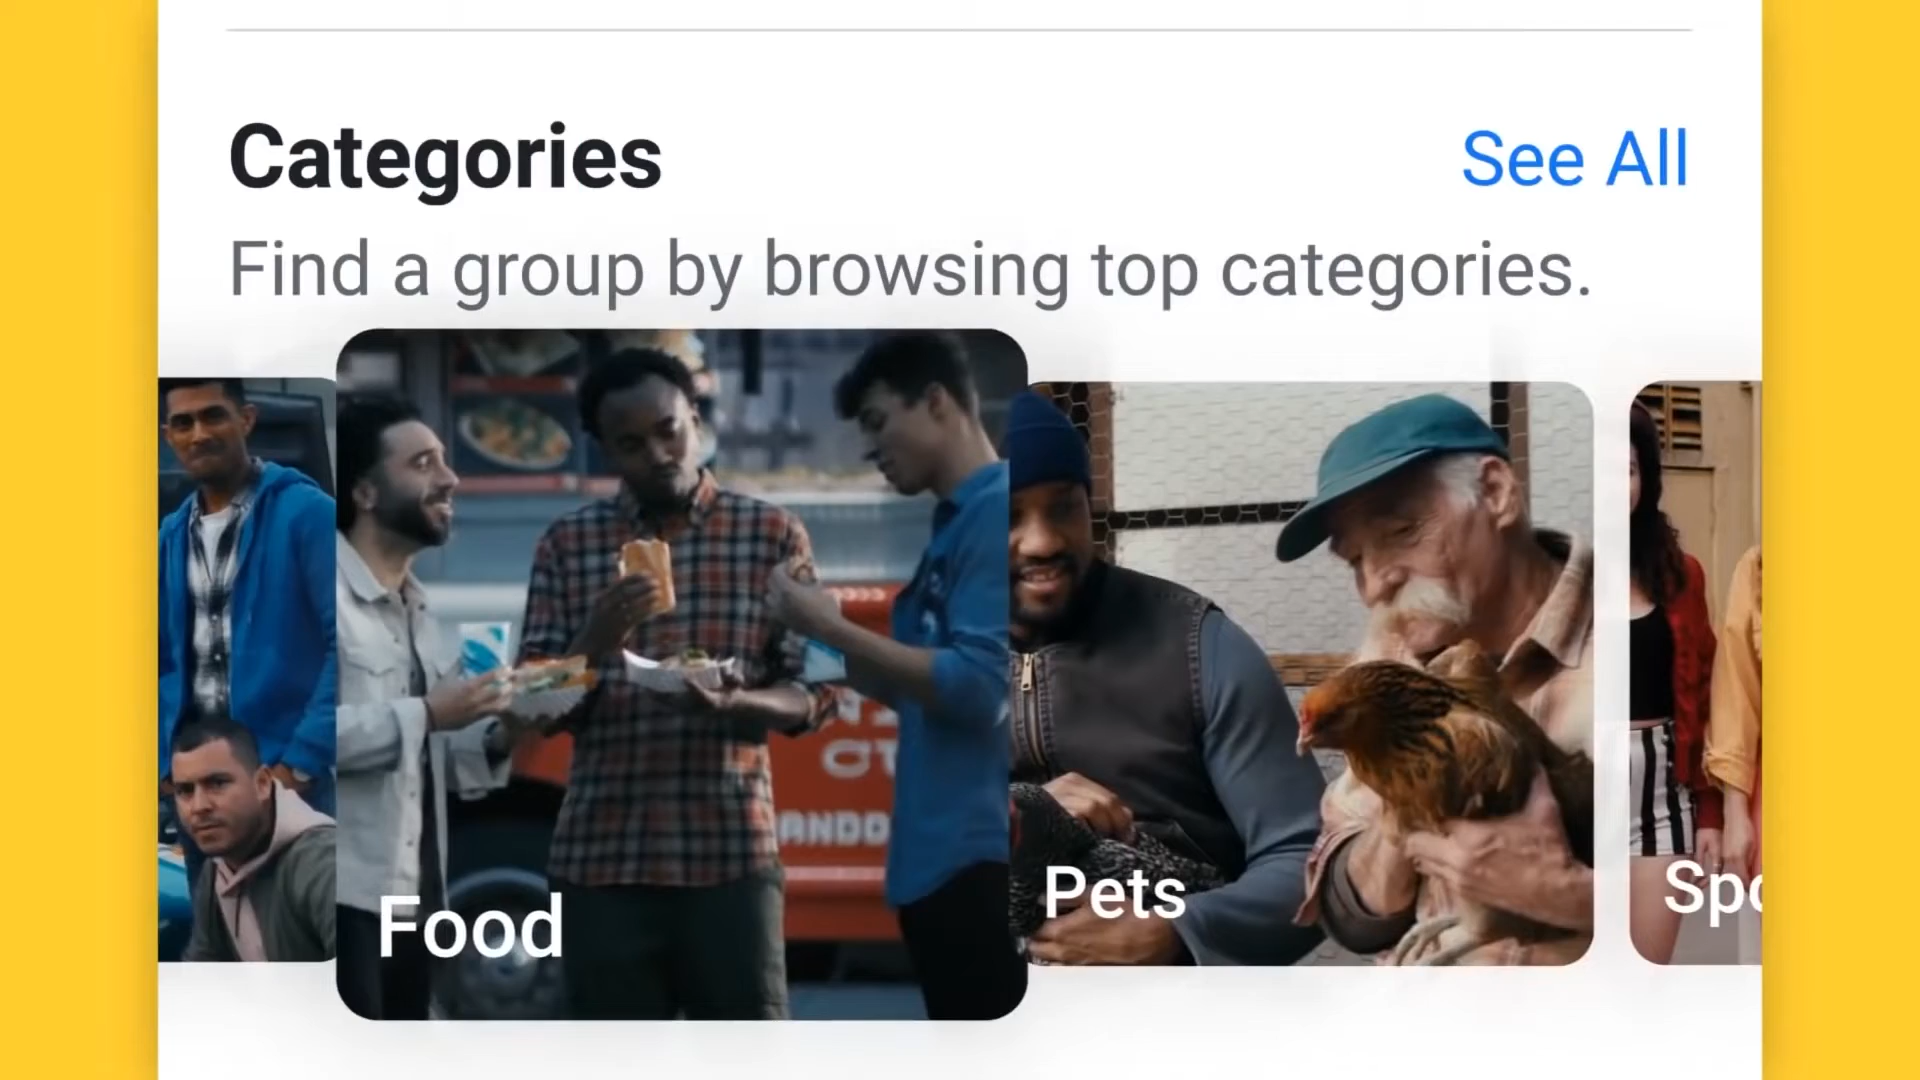 Categories
See All
Find a group by browsing top categories.
Food
Pets